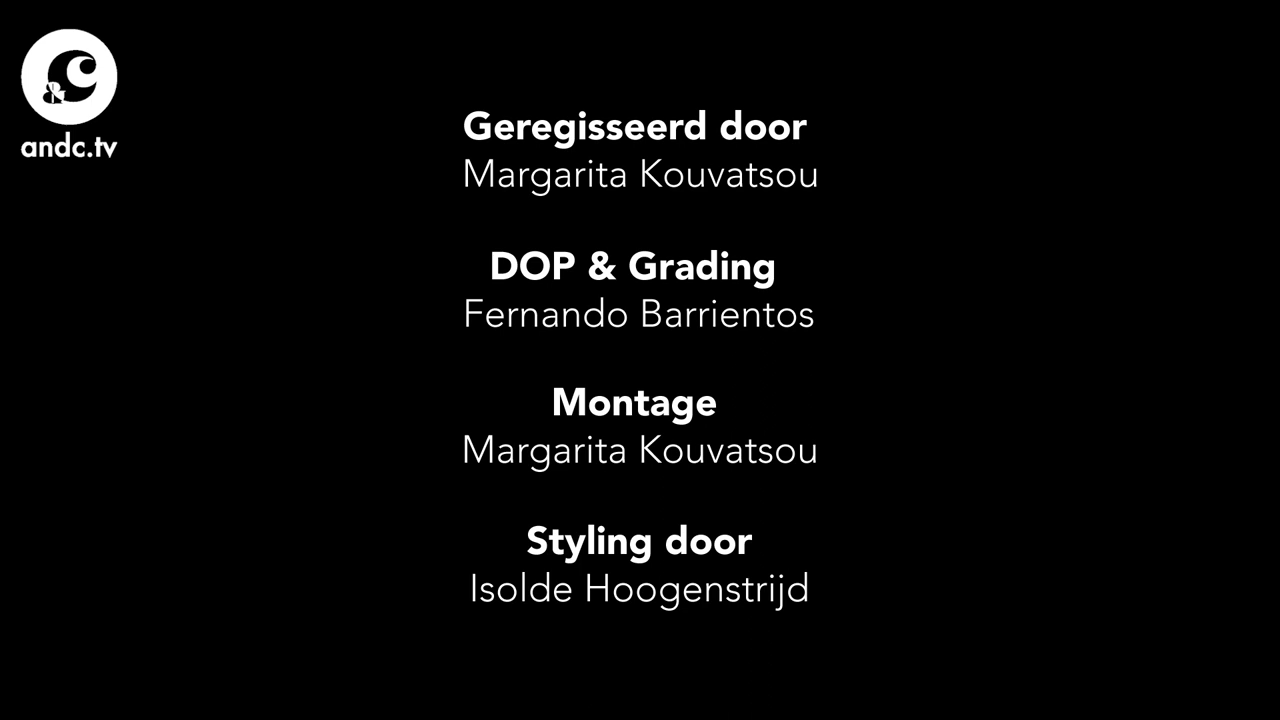 &c
andc.tv
Geregisseerd door
Margarita Kouvatsou
DOP & Grading
Fernando Barrientos
Montage
Margarita Kouvatsou
Styling door
Isolde Hoogenstrijd